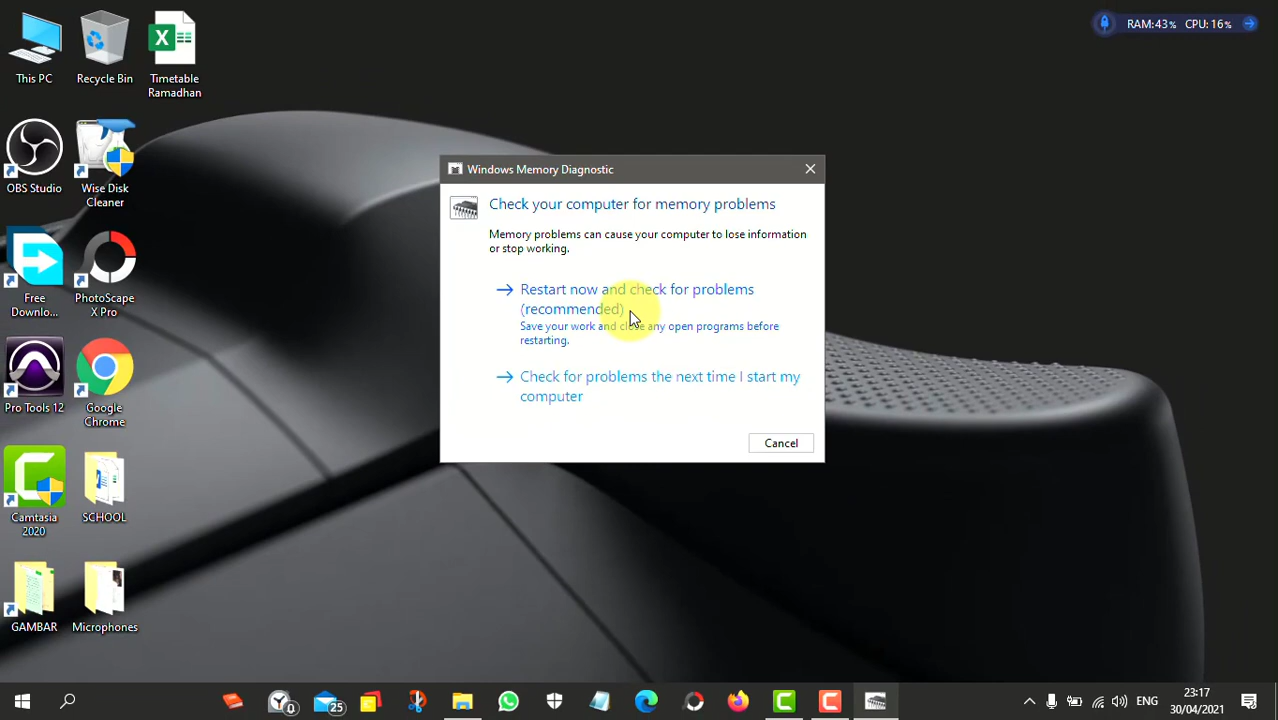 RAM:43% CPU:16%
This PC
Recycle Bin
Timetable
Ramadhan
OBS Studio
Wise Disk
Cleaner
Free
Downlo...
PhotoScape
X Pro
Pro Tools 12
Google
Chrome
Camtasia
2020
SCHOOL
GAMBAR
Microphones
Windows Memory Diagnostic
Check your computer for memory problems
Memory problems can cause your computer to lose information
or stop working.
Restart now and check for problems
(recommended)
Save your work and close any open programs before
restarting.
Check for problems the next time I start my
computer
Cancel
0
25
ENG
23:17
30/04/2021